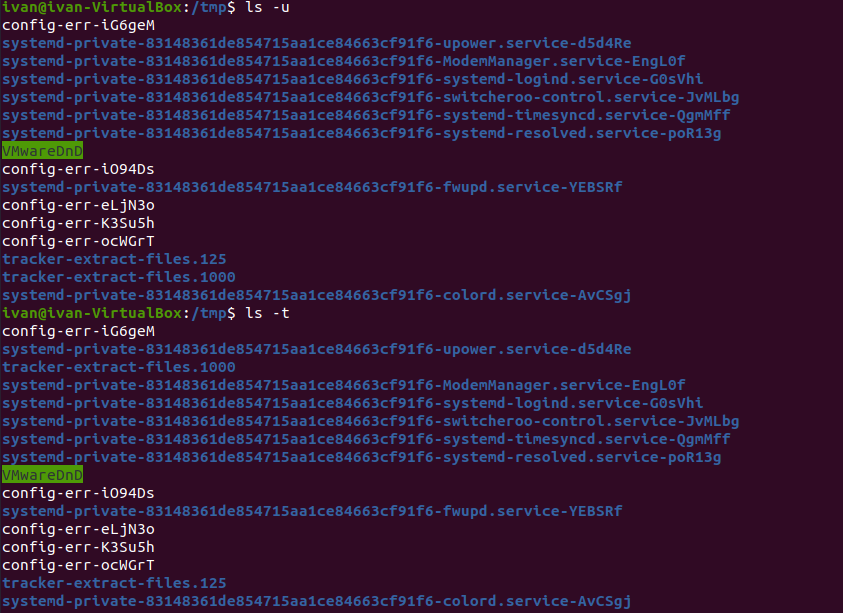 ivan@ivan-VirtualBox:/tmp$ ls -u
config-err-iG6geM
systemd-private-83148361de854715aa1ce84663cf91f6-upower.service-d5d4Re
systemd-private-83148361de854715aa1ce84663cf91f6-ModemManager.service-EngL0f
systemd-private-83148361de854715aa1ce84663cf91f6-systemd-logind.service-G0sVhi
systemd-private-83148361de854715aa1ce84663cf91f6-switcheroo-control.service-JvMLbg
systemd-private-83148361de854715aa1ce84663cf91f6-systemd-timesyncd.service-QgmMff
systemd-private-83148361de854715aa1ce84663cf91f6-systemd-resolved.service-poR13g
VMwareDnD
config-err-iO94Ds
systemd-private-83148361de854715aa1ce84663cf91f6-fwupd.service-YEBSRf
config-err-eLjN3o
config-err-K3Su5h
config-err-ocWGrT
tracker-extract-files.125
tracker-extract-files.1000
systemd-private-83148361de854715aa1ce84663cf91f6-colord.service-AvCSgj
ivan@ivan-VirtualBox:/tmp$ ls -t
config-err-iG6geM
systemd-private-83148361de854715aa1ce84663cf91f6-upower.service-d5d4Re
tracker-extract-files.1000
systemd-private-83148361de854715aa1ce84663cf91f6-ModemManager.service-EngL0f
systemd-private-83148361de854715aa1ce84663cf91f6-systemd-logind.service-G0sVhi
systemd-private-83148361de854715aa1ce84663cf91f6-switcheroo-control.service-JvMLbg
systemd-private-83148361de854715aa1ce84663cf91f6-systemd-timesyncd.service-QgmMff
systemd-private-83148361de854715aa1ce84663cf91f6-systemd-resolved.service-poR13g
VMwareDnD
config-err-iO94Ds
systemd-private-83148361de854715aa1ce84663cf91f6-fwupd.service-YEBSRf
config-err-eLjN3o
config-err-K3Su5h
config-err-ocWGrT
tracker-extract-files.125
systemd-private-83148361de854715aa1ce84663cf91f6-colord.service-AvCSgj